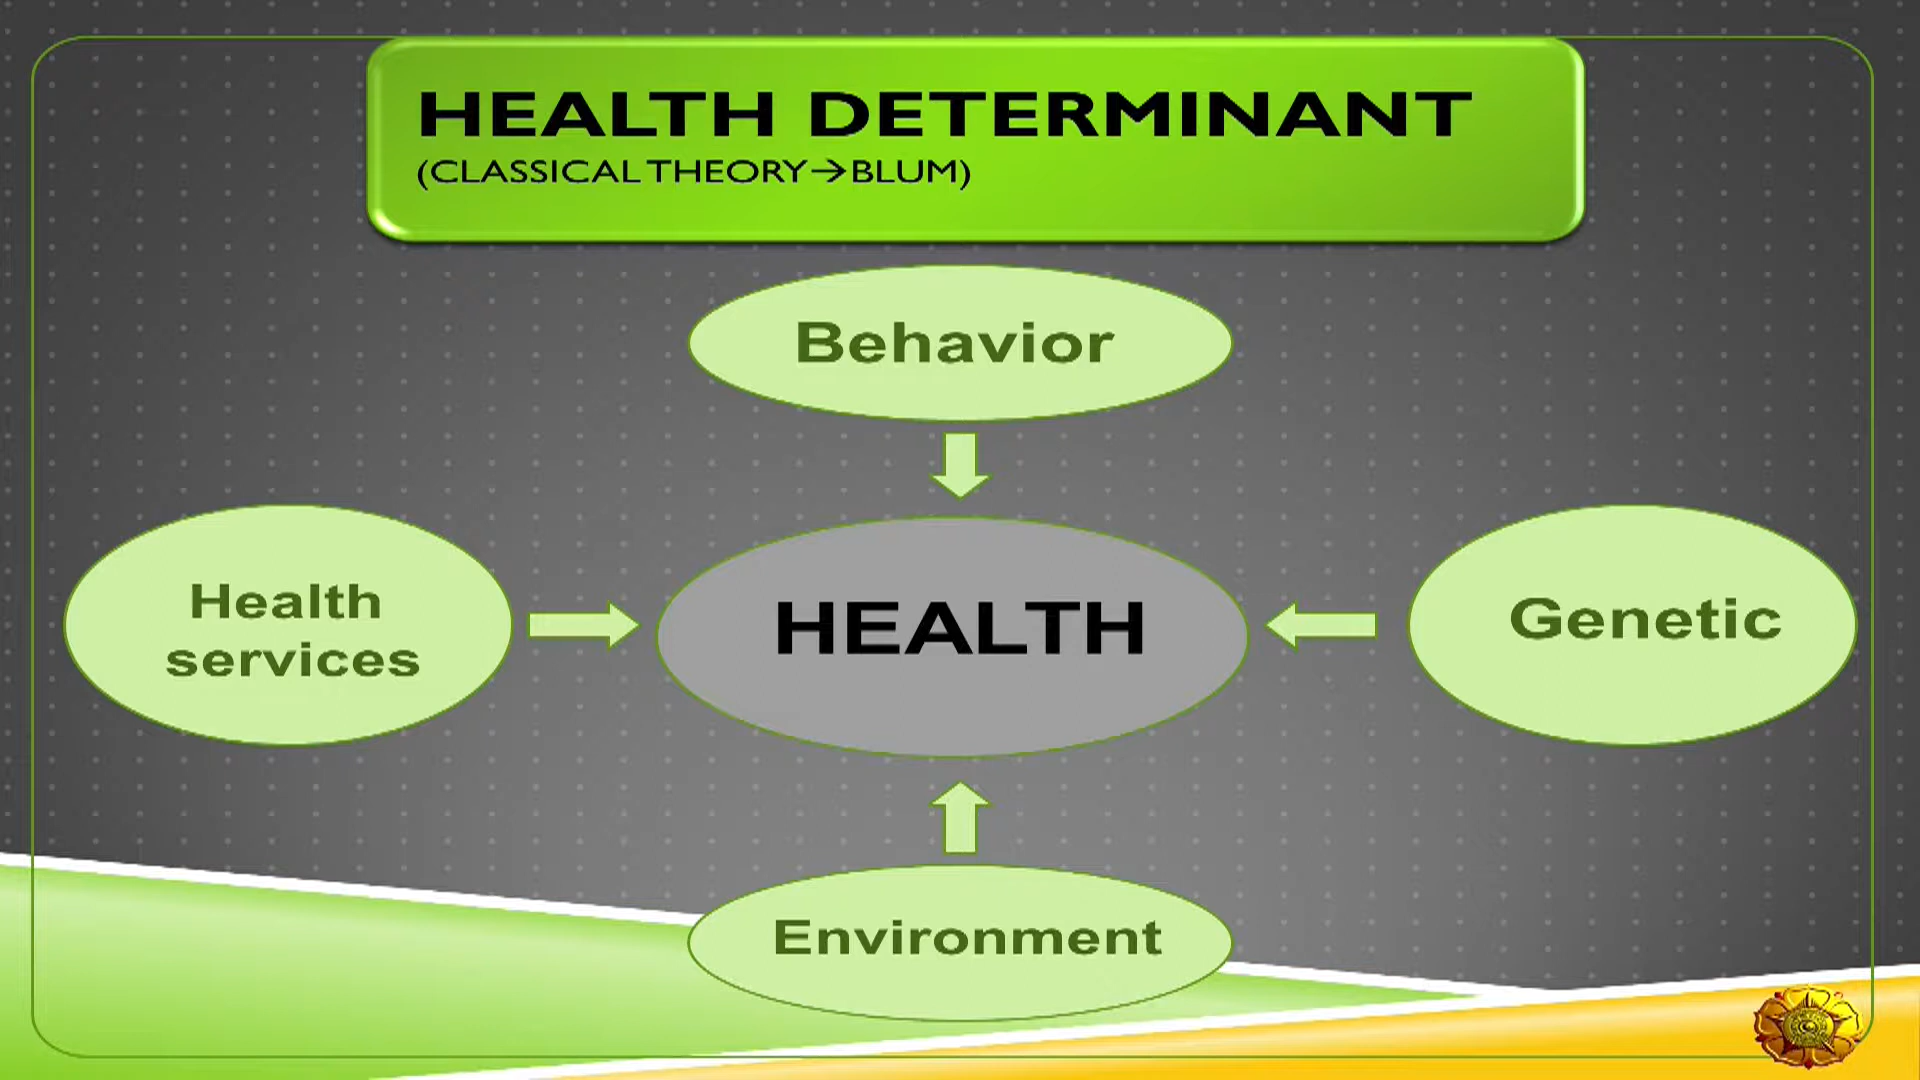 HEALTH DETERMINANT
(CLASSICAL THEORY→BLUM)
Behavior
Health
services
HEALTH
Genetic
Environment